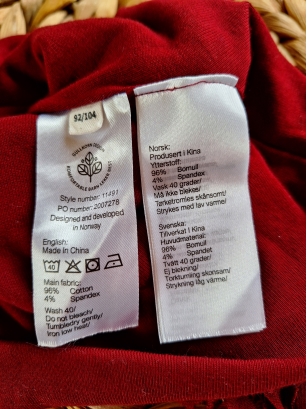 92/104
Style number: 11491
PO number: 2007278
Designed and developed
in Norway
English:
Made in China
40
Main fabric:
96% Cotton
4% Spandex
Wash 40/
Do not bleach/
Tumbledry gently/
Iron low heat/
Norsk:
Produsert i Kina
Ytterstoff:
96% Bomull
4% Spandex
Vask 40 grader/
Må ikke blekes/
Tørketromles skånsomt/
Strykes med lav varme/
Svenska:
Tillverkat i Kina
Huvudmaterial:
96% Bomull
4% Spandex
Tvätt 40 grader/
Ej blekning/
Torktumling skonsam/
Strykning låg värme/